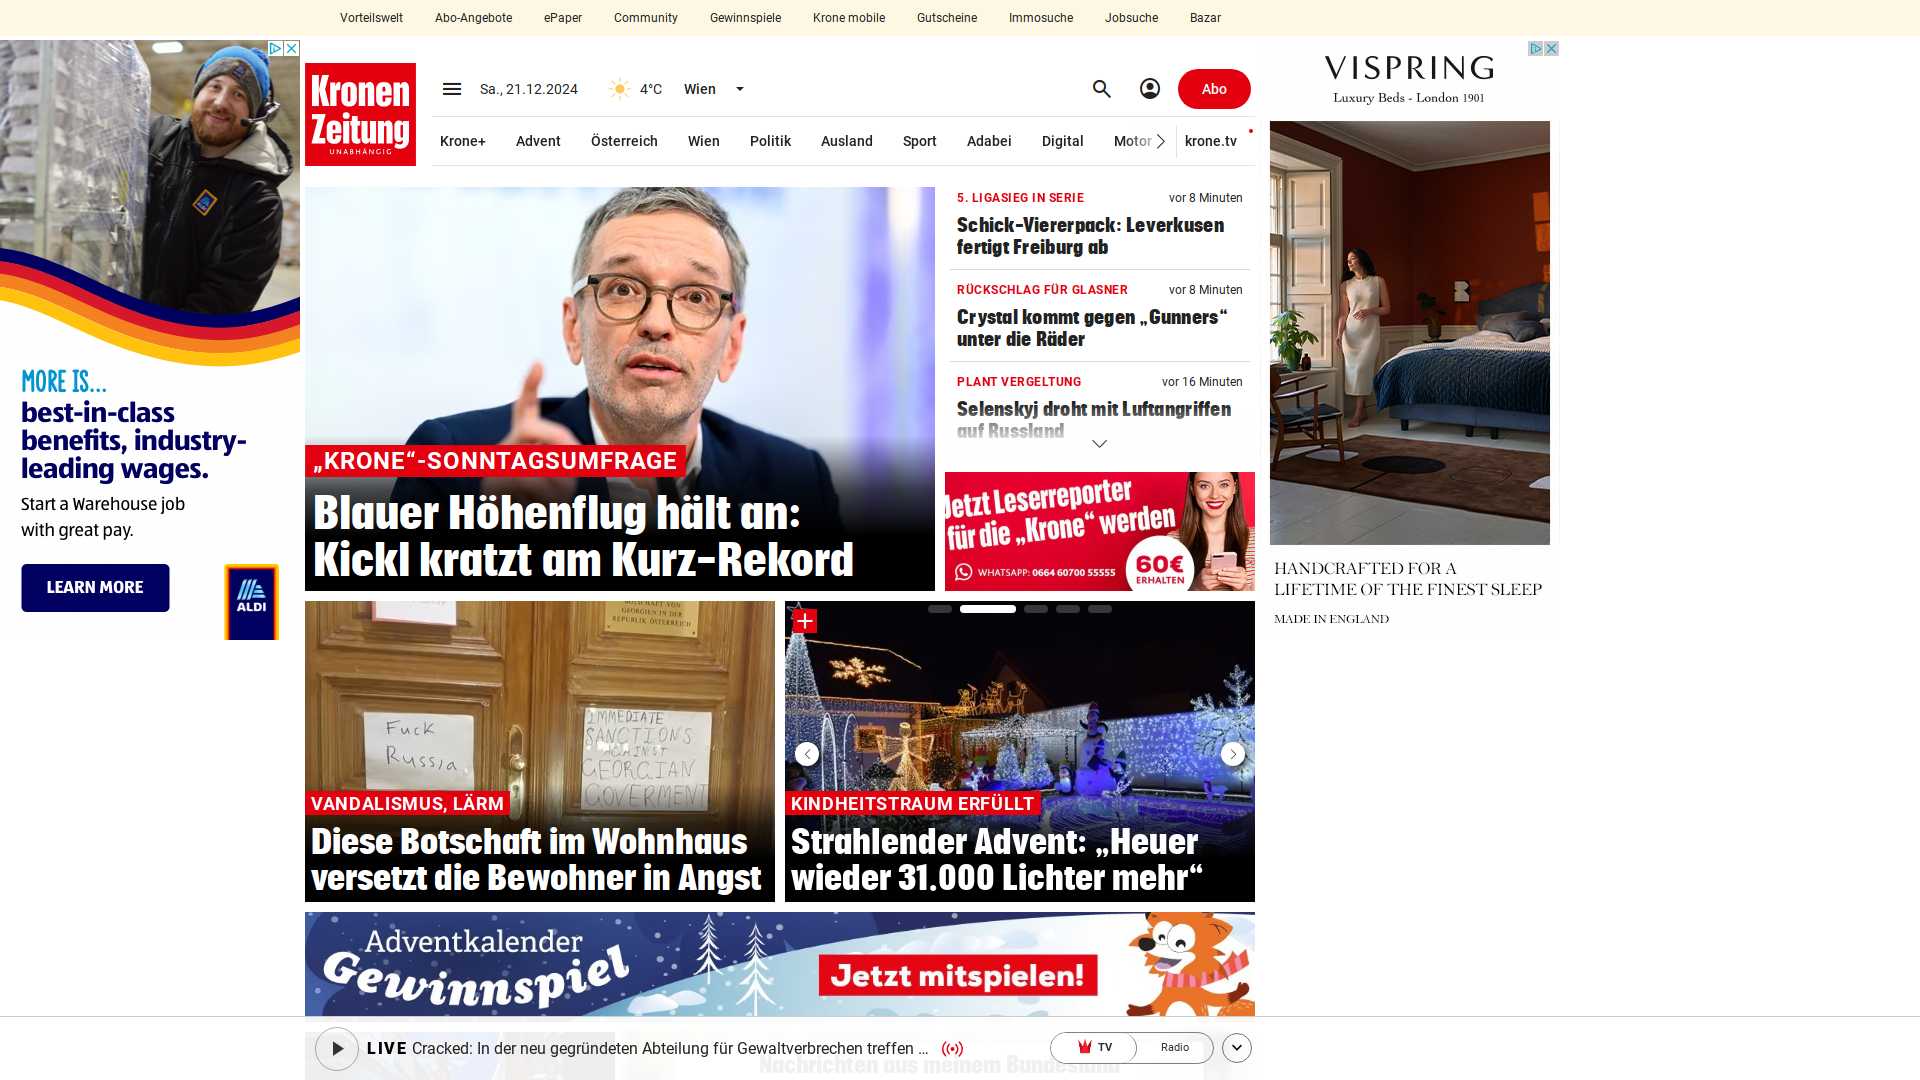 Vorteilswelt Abo-Angebote ePaper Community Gewinnspiele Krone mobile Gutscheine Immosuche Jobsuche Bazar
Kronen
Zeitung
UNABHÄNGIG
Sa., 21.12.2024 4°C Wien
Abo
Krone+ Advent Österreich Wien Politik Ausland Sport Adabei Digital Motor krone.tv
MORE IS...
best-in-class
benefits, industry-
leading wages.
Start a Warehouse job
with great pay.
LEARN MORE
ALDI
„KRONE“-SONNTAGSUMFRAGE
Blauer Höhenflug hält an:
Kickl kratzt am Kurz-Rekord
5. LIGASIEG IN SERIE vor 8 Minuten
Schick-Viererpack: Leverkusen
fertigt Freiburg ab
RÜCKSCHLAG FÜR GLASNER vor 8 Minuten
Crystal kommt gegen „Gunners“
unter die Räder
PLANT VERGELTUNG vor 16 Minuten
Selenskyj droht mit Luftangriffen
auf Russland
Jetzt Leserreporter
für die „Krone“ werden
WHATSAPP: 0664 60700 55555
60€
ERHALTEN
VISPRING
Luxury Beds - London 1901
HANDCRAFTED FOR A
LIFETIME OF THE FINEST SLEEP
MADE IN ENGLAND
GEORGIEN IN DER
REPUBLIK ÖSTERREICH
Fuck
Russia
IMMEDIATE
SANCTIONS
AGAINST
GEORGIAN
GOVERMENT
VANDALISMUS, LÄRM
Diese Botschaft im Wohnhaus
versetzt die Bewohner in Angst
KINDHEITSTRAUM ERFÜLLT
Strahlender Advent: „Heuer
wieder 31.000 Lichter mehr“
Adventkalender
Gewinnspiel
Jetzt mitspielen!
LIVE Cracked: In der neu gegründeten Abteilung für Gewaltverbrechen treffen ...
TV Radio
Nachrichten aus meinem Bundesland